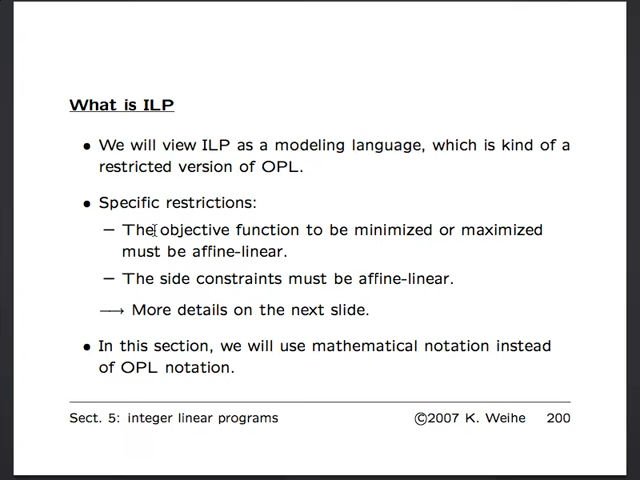 What is ILP
• We will view ILP as a modeling language, which is kind of a
restricted version of OPL.
• Specific restrictions:
– The objective function to be minimized or maximized
must be affine-linear.
– The side constraints must be affine-linear.
⟶ More details on the next slide.
• In this section, we will use mathematical notation instead
of OPL notation.
Sect. 5: integer linear programs ©2007 K. Weihe 200